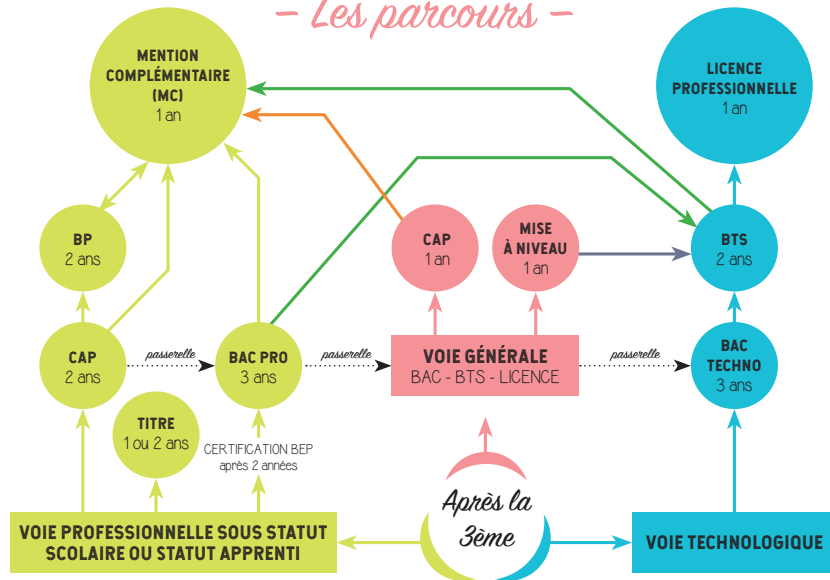 – Les parcours –
MENTION
COMPLÉMENTAIRE
(MC)
1 an
LICENCE
PROFESSIONNELLE
1 an
BP
2 ans
CAP
1 an
MISE
À NIVEAU
1 an
BTS
2 ans
CAP
2 ans
passerelle
BAC PRO
3 ans
passerelle
VOIE GÉNÉRALE
BAC - BTS - LICENCE
passerelle
BAC
TECHNO
3 ans
TITRE
1 ou 2 ans
CERTIFICATION BEP
après 2 années
VOIE PROFESSIONNELLE SOUS STATUT
SCOLAIRE OU STATUT APPRENTI
Après la
3ème
VOIE TECHNOLOGIQUE